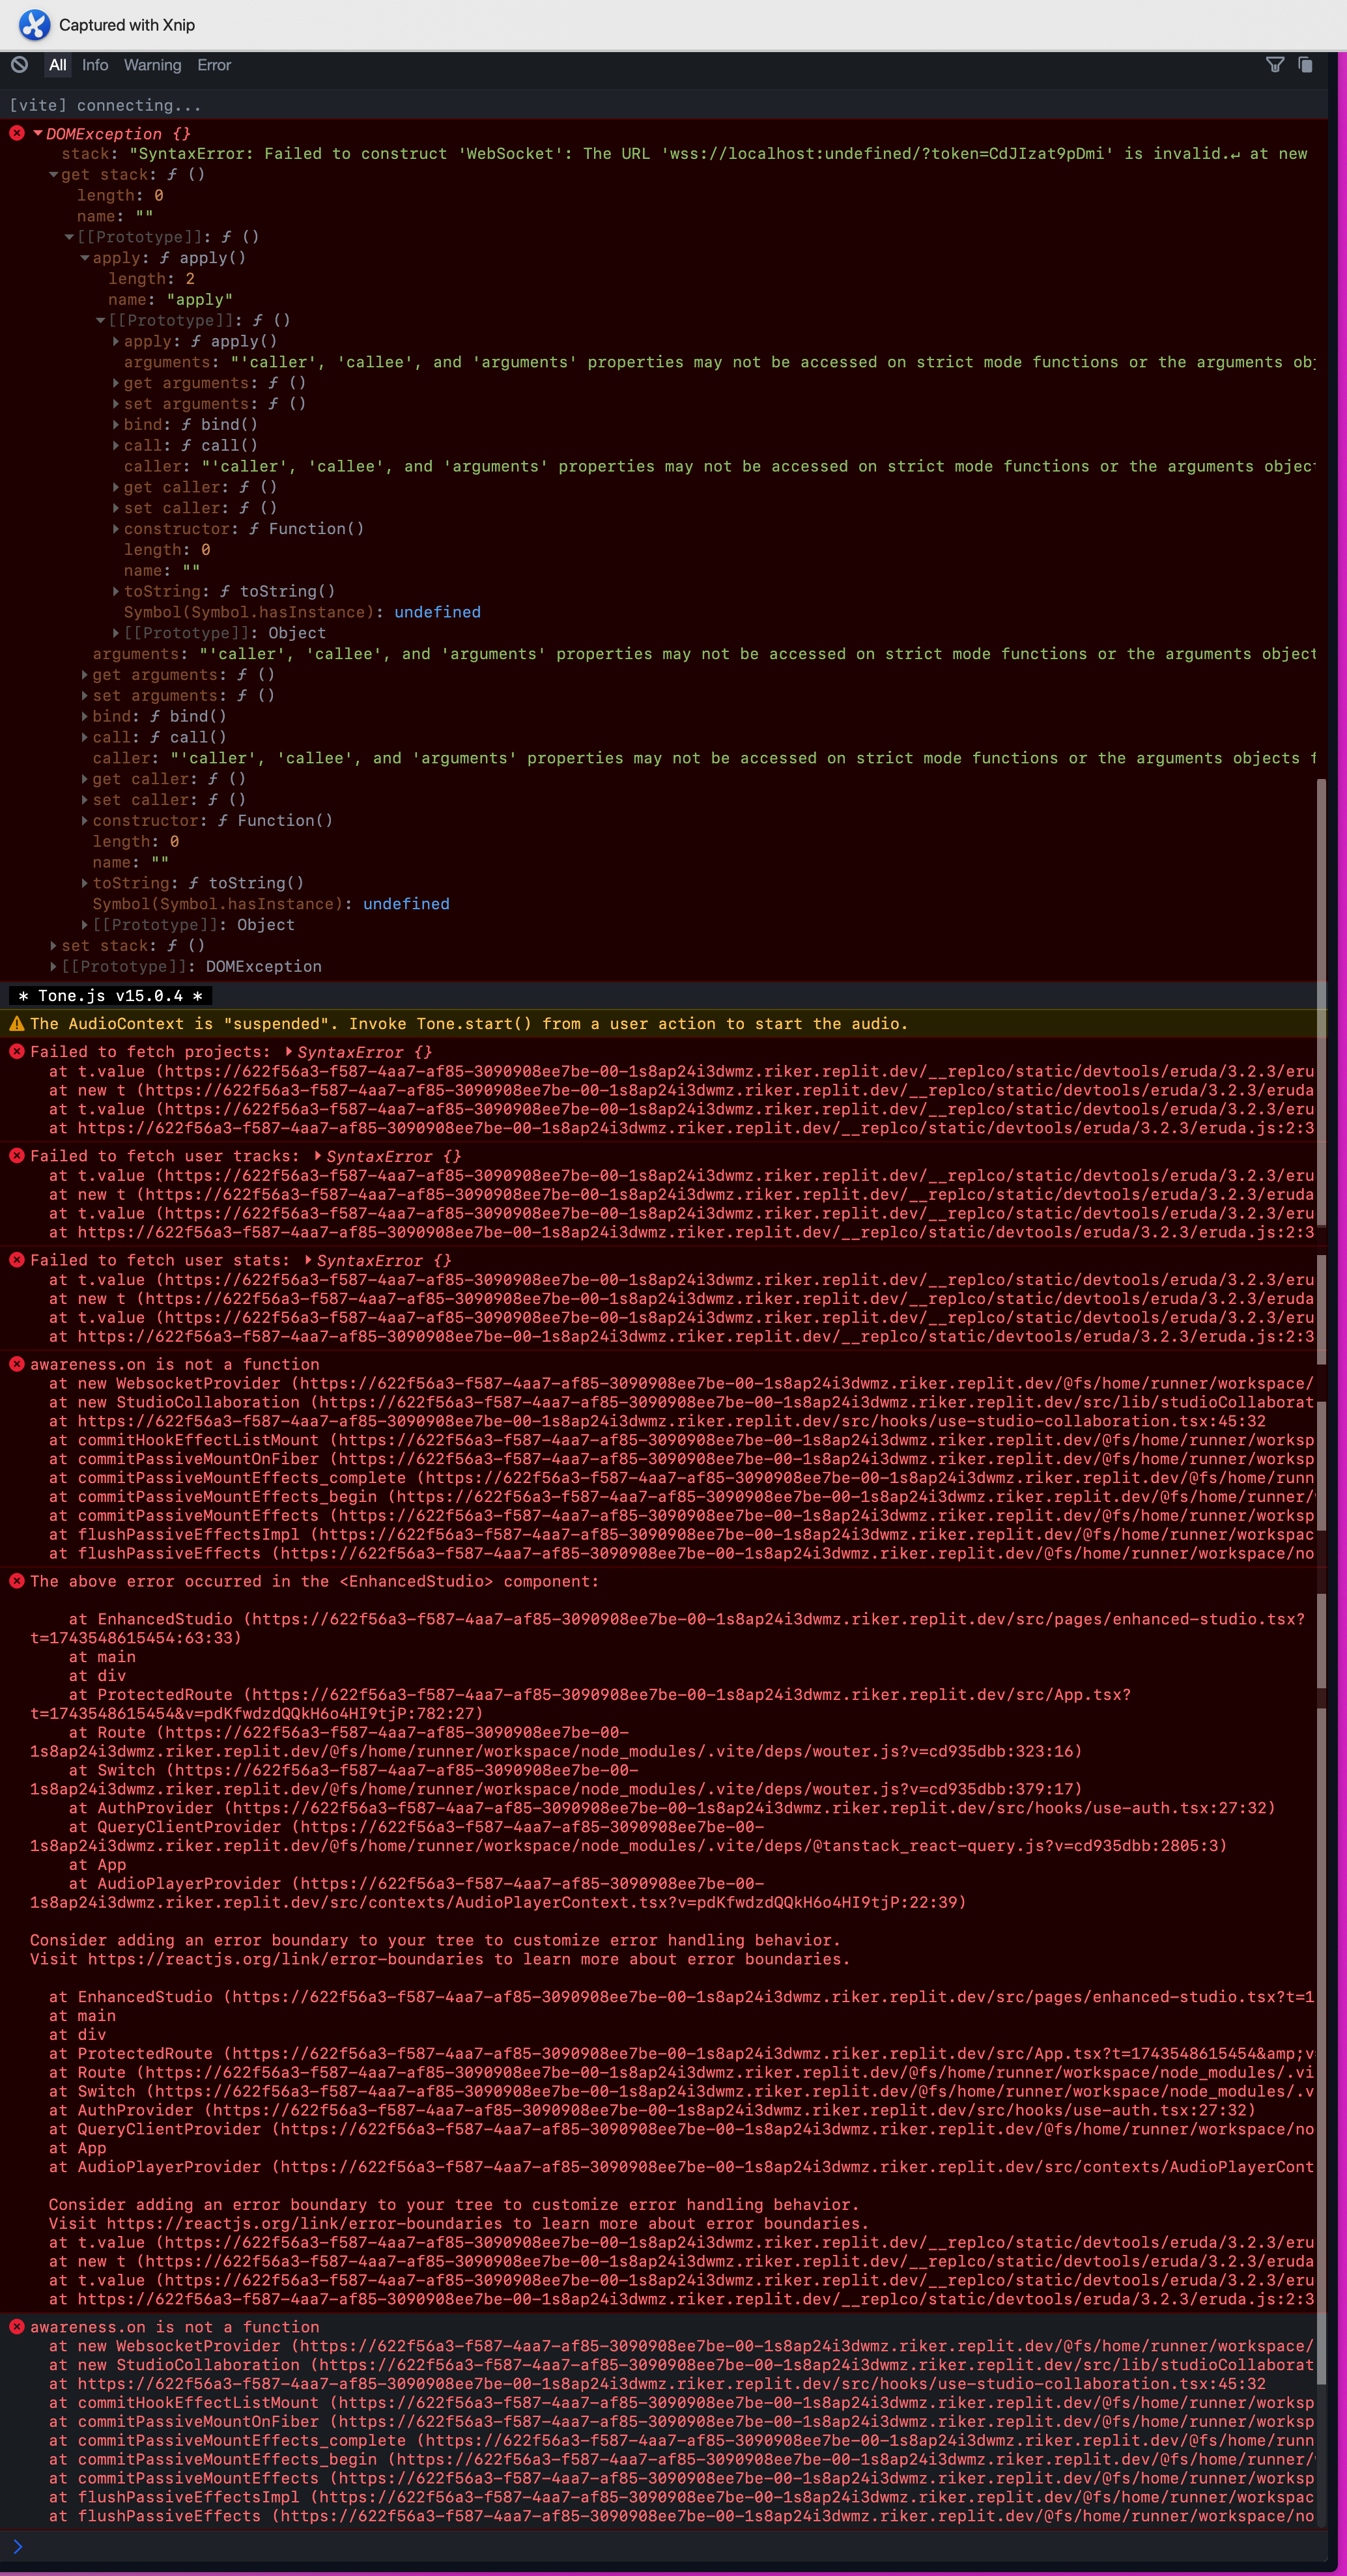 Captured with Xnip
All Info Warning Error
[vite] connecting...
DOMException {}
stack: "SyntaxError: Failed to construct 'WebSocket': The URL 'wss://localhost:undefined/?token=CdJIzat9pDmi' is invalid.↵ at new
get stack: ƒ ()
length: 0
name: ""
[[Prototype]]: ƒ ()
apply: ƒ apply()
length: 2
name: "apply"
[[Prototype]]: ƒ ()
apply: ƒ apply()
arguments: "'caller', 'callee', and 'arguments' properties may not be accessed on strict mode functions or the arguments obj
get arguments: ƒ ()
set arguments: ƒ ()
bind: ƒ bind()
call: ƒ call()
caller: "'caller', 'callee', and 'arguments' properties may not be accessed on strict mode functions or the arguments object
get caller: ƒ ()
set caller: ƒ ()
constructor: ƒ Function()
length: 0
name: ""
toString: ƒ toString()
Symbol(Symbol.hasInstance): undefined
[[Prototype]]: Object
arguments: "'caller', 'callee', and 'arguments' properties may not be accessed on strict mode functions or the arguments object
get arguments: ƒ ()
set arguments: ƒ ()
bind: ƒ bind()
call: ƒ call()
caller: "'caller', 'callee', and 'arguments' properties may not be accessed on strict mode functions or the arguments objects f
get caller: ƒ ()
set caller: ƒ ()
constructor: ƒ Function()
length: 0
name: ""
toString: ƒ toString()
Symbol(Symbol.hasInstance): undefined
[[Prototype]]: Object
set stack: ƒ ()
[[Prototype]]: DOMException
* Tone.js v15.0.4 *
The AudioContext is "suspended". Invoke Tone.start() from a user action to start the audio.
Failed to fetch projects: SyntaxError {}
at t.value (https://622f56a3-f587-4aa7-af85-3090908ee7be-00-1s8ap24i3dwmz.riker.replit.dev/__replco/static/devtools/eruda/3.2.3/eru
at new t (https://622f56a3-f587-4aa7-af85-3090908ee7be-00-1s8ap24i3dwmz.riker.replit.dev/__replco/static/devtools/eruda/3.2.3/eruda
at t.value (https://622f56a3-f587-4aa7-af85-3090908ee7be-00-1s8ap24i3dwmz.riker.replit.dev/__replco/static/devtools/eruda/3.2.3/eru
at https://622f56a3-f587-4aa7-af85-3090908ee7be-00-1s8ap24i3dwmz.riker.replit.dev/__replco/static/devtools/eruda/3.2.3/eruda.js:2:3
Failed to fetch user tracks: SyntaxError {}
at t.value (https://622f56a3-f587-4aa7-af85-3090908ee7be-00-1s8ap24i3dwmz.riker.replit.dev/__replco/static/devtools/eruda/3.2.3/eru
at new t (https://622f56a3-f587-4aa7-af85-3090908ee7be-00-1s8ap24i3dwmz.riker.replit.dev/__replco/static/devtools/eruda/3.2.3/eruda
at t.value (https://622f56a3-f587-4aa7-af85-3090908ee7be-00-1s8ap24i3dwmz.riker.replit.dev/__replco/static/devtools/eruda/3.2.3/eru
at https://622f56a3-f587-4aa7-af85-3090908ee7be-00-1s8ap24i3dwmz.riker.replit.dev/__replco/static/devtools/eruda/3.2.3/eruda.js:2:3
Failed to fetch user stats: SyntaxError {}
at t.value (https://622f56a3-f587-4aa7-af85-3090908ee7be-00-1s8ap24i3dwmz.riker.replit.dev/__replco/static/devtools/eruda/3.2.3/eru
at new t (https://622f56a3-f587-4aa7-af85-3090908ee7be-00-1s8ap24i3dwmz.riker.replit.dev/__replco/static/devtools/eruda/3.2.3/eruda
at t.value (https://622f56a3-f587-4aa7-af85-3090908ee7be-00-1s8ap24i3dwmz.riker.replit.dev/__replco/static/devtools/eruda/3.2.3/eru
at https://622f56a3-f587-4aa7-af85-3090908ee7be-00-1s8ap24i3dwmz.riker.replit.dev/__replco/static/devtools/eruda/3.2.3/eruda.js:2:3
awareness.on is not a function
at new WebsocketProvider (https://622f56a3-f587-4aa7-af85-3090908ee7be-00-1s8ap24i3dwmz.riker.replit.dev/@fs/home/runner/workspace/
at new StudioCollaboration (https://622f56a3-f587-4aa7-af85-3090908ee7be-00-1s8ap24i3dwmz.riker.replit.dev/src/lib/studioCollaborat
at https://622f56a3-f587-4aa7-af85-3090908ee7be-00-1s8ap24i3dwmz.riker.replit.dev/src/hooks/use-studio-collaboration.tsx:45:32
at commitHookEffectListMount (https://622f56a3-f587-4aa7-af85-3090908ee7be-00-1s8ap24i3dwmz.riker.replit.dev/@fs/home/runner/worksp
at commitPassiveMountOnFiber (https://622f56a3-f587-4aa7-af85-3090908ee7be-00-1s8ap24i3dwmz.riker.replit.dev/@fs/home/runner/worksp
at commitPassiveMountEffects_complete (https://622f56a3-f587-4aa7-af85-3090908ee7be-00-1s8ap24i3dwmz.riker.replit.dev/@fs/home/runn
at commitPassiveMountEffects_begin (https://622f56a3-f587-4aa7-af85-3090908ee7be-00-1s8ap24i3dwmz.riker.replit.dev/@fs/home/runner/
at commitPassiveMountEffects (https://622f56a3-f587-4aa7-af85-3090908ee7be-00-1s8ap24i3dwmz.riker.replit.dev/@fs/home/runner/worksp
at flushPassiveEffectsImpl (https://622f56a3-f587-4aa7-af85-3090908ee7be-00-1s8ap24i3dwmz.riker.replit.dev/@fs/home/runner/workspac
at flushPassiveEffects (https://622f56a3-f587-4aa7-af85-3090908ee7be-00-1s8ap24i3dwmz.riker.replit.dev/@fs/home/runner/workspace/no
The above error occurred in the <EnhancedStudio> component:
at EnhancedStudio (https://622f56a3-f587-4aa7-af85-3090908ee7be-00-1s8ap24i3dwmz.riker.replit.dev/src/pages/enhanced-studio.tsx?
t=1743548615454:63:33)
at main
at div
at ProtectedRoute (https://622f56a3-f587-4aa7-af85-3090908ee7be-00-1s8ap24i3dwmz.riker.replit.dev/src/App.tsx?
t=1743548615454&v=pdKfwdzdQQkH6o4HI9tjP:782:27)
at Route (https://622f56a3-f587-4aa7-af85-3090908ee7be-00-
1s8ap24i3dwmz.riker.replit.dev/@fs/home/runner/workspace/node_modules/.vite/deps/wouter.js?v=cd935dbb:323:16)
at Switch (https://622f56a3-f587-4aa7-af85-3090908ee7be-00-
1s8ap24i3dwmz.riker.replit.dev/@fs/home/runner/workspace/node_modules/.vite/deps/wouter.js?v=cd935dbb:379:17)
at AuthProvider (https://622f56a3-f587-4aa7-af85-3090908ee7be-00-1s8ap24i3dwmz.riker.replit.dev/src/hooks/use-auth.tsx:27:32)
at QueryClientProvider (https://622f56a3-f587-4aa7-af85-3090908ee7be-00-
1s8ap24i3dwmz.riker.replit.dev/@fs/home/runner/workspace/node_modules/.vite/deps/@tanstack_react-query.js?v=cd935dbb:2805:3)
at App
at AudioPlayerProvider (https://622f56a3-f587-4aa7-af85-3090908ee7be-00-
1s8ap24i3dwmz.riker.replit.dev/src/contexts/AudioPlayerContext.tsx?v=pdKfwdzdQQkH6o4HI9tjP:22:39)
Consider adding an error boundary to your tree to customize error handling behavior.
Visit https://reactjs.org/link/error-boundaries to learn more about error boundaries.
at EnhancedStudio (https://622f56a3-f587-4aa7-af85-3090908ee7be-00-1s8ap24i3dwmz.riker.replit.dev/src/pages/enhanced-studio.tsx?t=1
at main
at div
at ProtectedRoute (https://622f56a3-f587-4aa7-af85-3090908ee7be-00-1s8ap24i3dwmz.riker.replit.dev/src/App.tsx?t=1743548615454&amp;v
at Route (https://622f56a3-f587-4aa7-af85-3090908ee7be-00-1s8ap24i3dwmz.riker.replit.dev/@fs/home/runner/workspace/node_modules/.vi
at Switch (https://622f56a3-f587-4aa7-af85-3090908ee7be-00-1s8ap24i3dwmz.riker.replit.dev/@fs/home/runner/workspace/node_modules/.v
at AuthProvider (https://622f56a3-f587-4aa7-af85-3090908ee7be-00-1s8ap24i3dwmz.riker.replit.dev/src/hooks/use-auth.tsx:27:32)
at QueryClientProvider (https://622f56a3-f587-4aa7-af85-3090908ee7be-00-1s8ap24i3dwmz.riker.replit.dev/@fs/home/runner/workspace/no
at App
at AudioPlayerProvider (https://622f56a3-f587-4aa7-af85-3090908ee7be-00-1s8ap24i3dwmz.riker.replit.dev/src/contexts/AudioPlayerCont
Consider adding an error boundary to your tree to customize error handling behavior.
Visit https://reactjs.org/link/error-boundaries to learn more about error boundaries.
at t.value (https://622f56a3-f587-4aa7-af85-3090908ee7be-00-1s8ap24i3dwmz.riker.replit.dev/__replco/static/devtools/eruda/3.2.3/eru
at new t (https://622f56a3-f587-4aa7-af85-3090908ee7be-00-1s8ap24i3dwmz.riker.replit.dev/__replco/static/devtools/eruda/3.2.3/eruda
at t.value (https://622f56a3-f587-4aa7-af85-3090908ee7be-00-1s8ap24i3dwmz.riker.replit.dev/__replco/static/devtools/eruda/3.2.3/eru
at https://622f56a3-f587-4aa7-af85-3090908ee7be-00-1s8ap24i3dwmz.riker.replit.dev/__replco/static/devtools/eruda/3.2.3/eruda.js:2:3
awareness.on is not a function
at new WebsocketProvider (https://622f56a3-f587-4aa7-af85-3090908ee7be-00-1s8ap24i3dwmz.riker.replit.dev/@fs/home/runner/workspace/
at new StudioCollaboration (https://622f56a3-f587-4aa7-af85-3090908ee7be-00-1s8ap24i3dwmz.riker.replit.dev/src/lib/studioCollaborat
at https://622f56a3-f587-4aa7-af85-3090908ee7be-00-1s8ap24i3dwmz.riker.replit.dev/src/hooks/use-studio-collaboration.tsx:45:32
at commitHookEffectListMount (https://622f56a3-f587-4aa7-af85-3090908ee7be-00-1s8ap24i3dwmz.riker.replit.dev/@fs/home/runner/worksp
at commitPassiveMountOnFiber (https://622f56a3-f587-4aa7-af85-3090908ee7be-00-1s8ap24i3dwmz.riker.replit.dev/@fs/home/runner/worksp
at commitPassiveMountEffects_complete (https://622f56a3-f587-4aa7-af85-3090908ee7be-00-1s8ap24i3dwmz.riker.replit.dev/@fs/home/runn
at commitPassiveMountEffects_begin (https://622f56a3-f587-4aa7-af85-3090908ee7be-00-1s8ap24i3dwmz.riker.replit.dev/@fs/home/runner/
at commitPassiveMountEffects (https://622f56a3-f587-4aa7-af85-3090908ee7be-00-1s8ap24i3dwmz.riker.replit.dev/@fs/home/runner/worksp
at flushPassiveEffectsImpl (https://622f56a3-f587-4aa7-af85-3090908ee7be-00-1s8ap24i3dwmz.riker.replit.dev/@fs/home/runner/workspac
at flushPassiveEffects (https://622f56a3-f587-4aa7-af85-3090908ee7be-00-1s8ap24i3dwmz.riker.replit.dev/@fs/home/runner/workspace/no